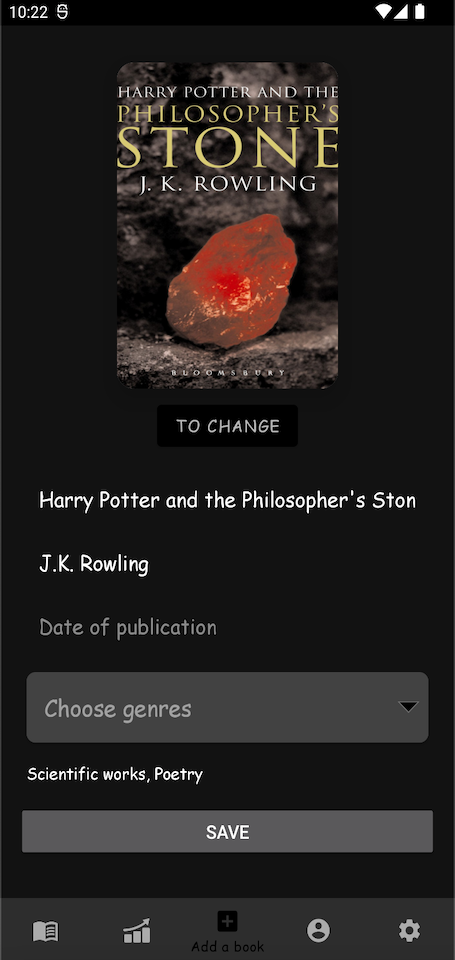 10:22
HARRY POTTER AND THE
PHILOSOPHER'S
STONE
J. K. ROWLING
BLOOMSBURY
TO CHANGE
Harry Potter and the Philosopher's Ston
J.K. Rowling
Date of publication
Choose genres
Scientific works, Poetry
SAVE
Add a book